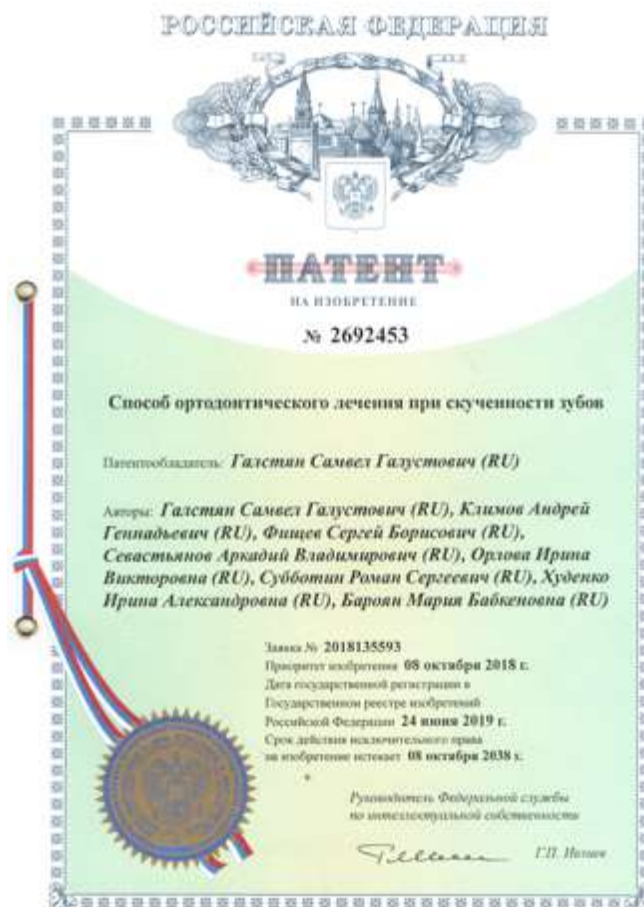 РОССИЙСКАЯ ФЕДЕРАЦИЯ
ПАТЕНТ
НА ИЗОБРЕТЕНИЕ
№ 2692453
Способ ортодонтического лечения при скученности зубов
Патентообладатель: Галстян Самвел Галустович (RU)
Авторы: Галстян Самвел Галустович (RU), Климов Андрей
Геннадьевич (RU), Фищев Сергей Борисович (RU),
Севастьянов Аркадий Владимирович (RU), Орлова Ирина
Викторовна (RU), Субботин Роман Сергеевич (RU), Худенко
Ирина Александровна (RU), Бароян Мария Бабкеновна (RU)
Заявка № 2018135593
Приоритет изобретения 08 октября 2018 г.
Дата государственной регистрации в
Государственном реестре изобретений
Российской Федерации 24 июня 2019 г.
Срок действия исключительного права
на изобретение истекает 08 октября 2038 г.
Руководитель Федеральной службы
по интеллектуальной собственности
Г.П. Ивлиев